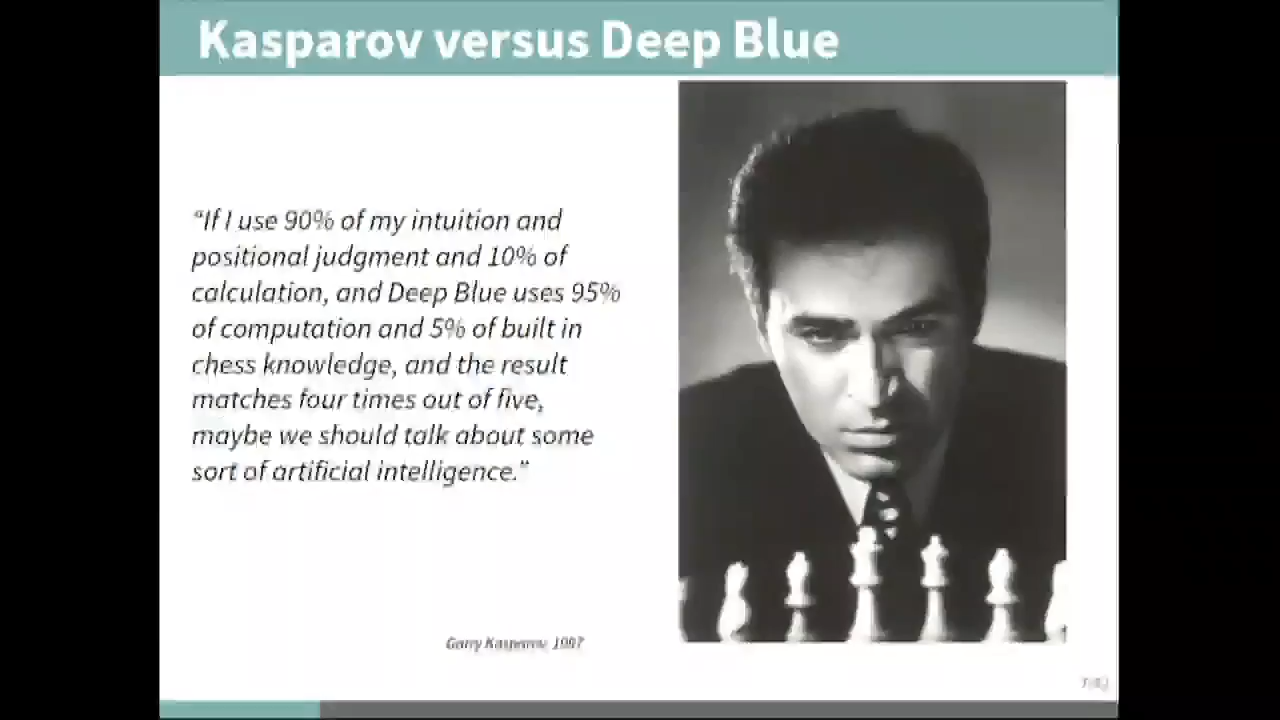 Kasparov versus Deep Blue
“If I use 90% of my intuition and
positional judgment and 10% of
calculation, and Deep Blue uses 95%
of computation and 5% of built in
chess knowledge, and the result
matches four times out of five,
maybe we should talk about some
sort of artificial intelligence.”
Garry Kasparov, 1997